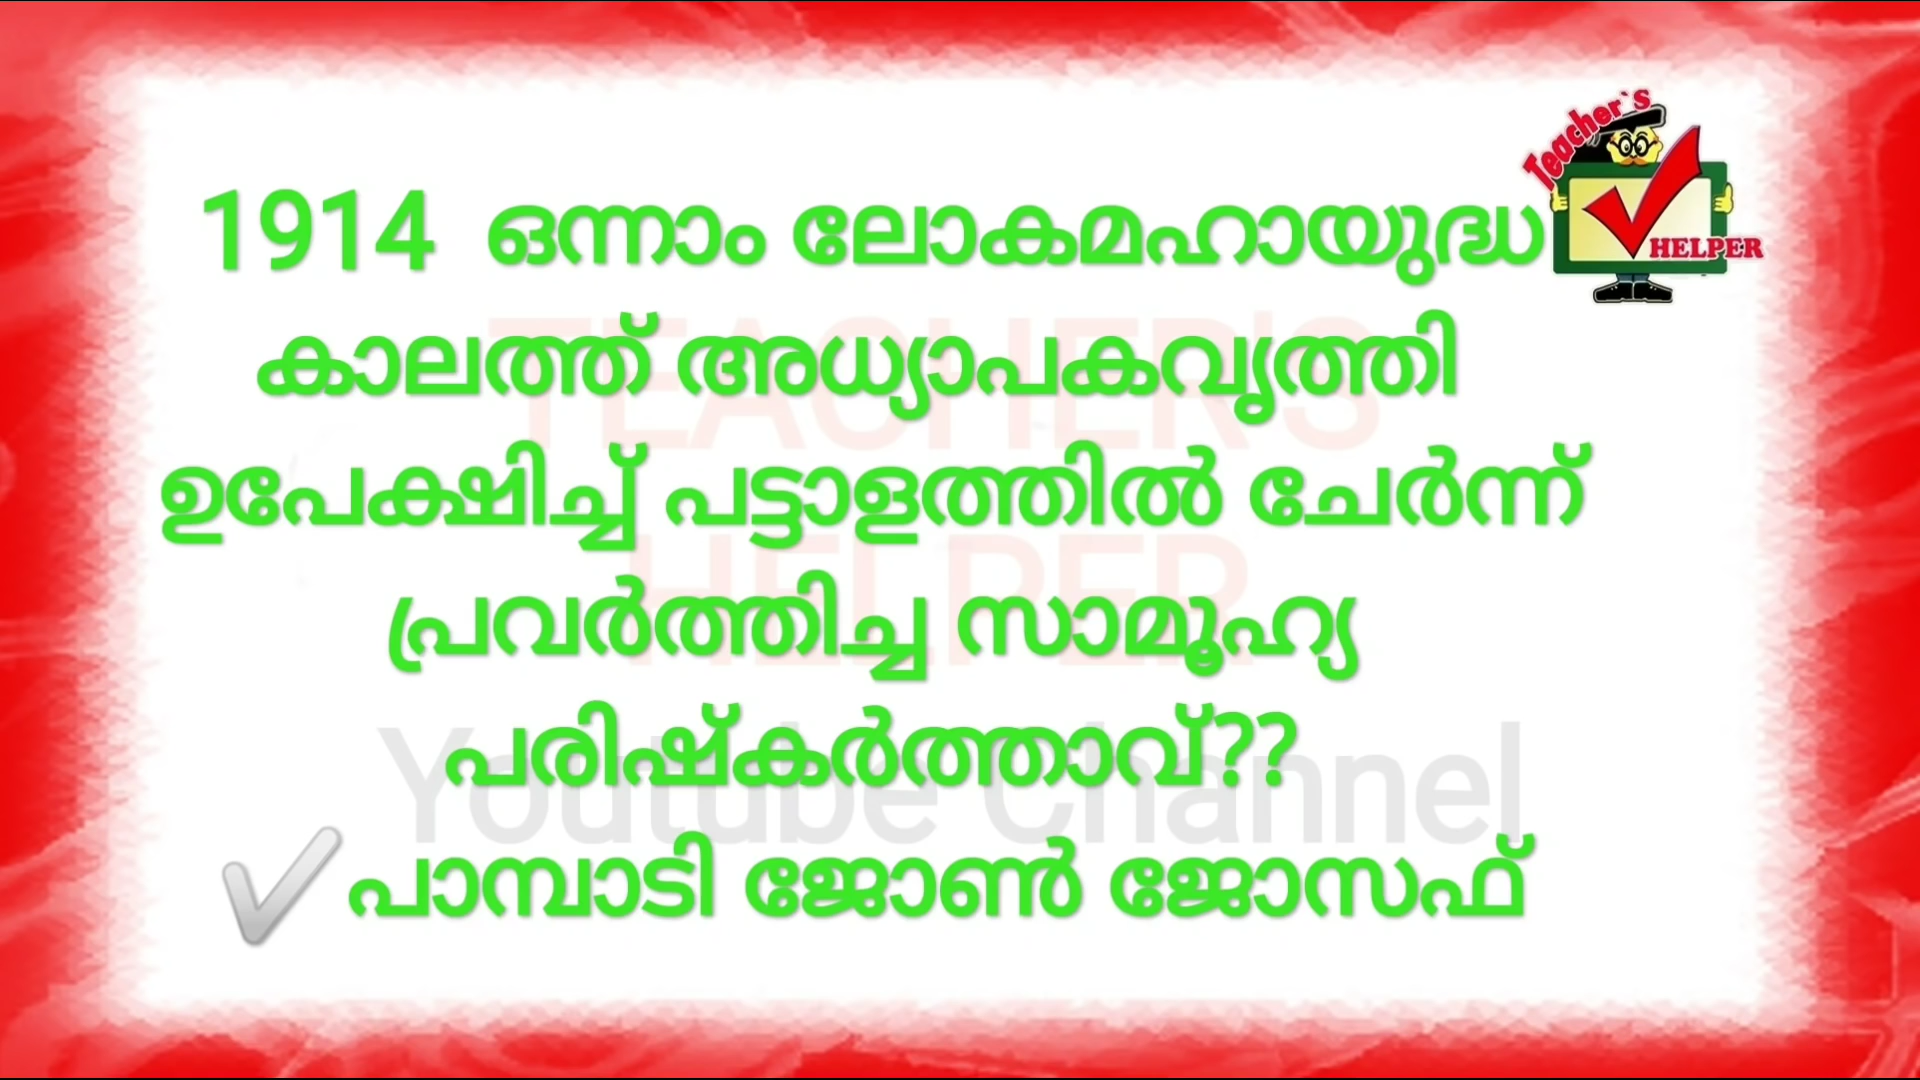 Teacher's
HELPER
1914 ഒന്നാം ലോകമഹായുദ്ധ
കാലത്ത് അധ്യാപകവൃത്തി
ഉപേക്ഷിച്ച് പട്ടാളത്തിൽ ചേർന്ന്
പ്രവർത്തിച്ച സാമൂഹ്യ
പരിഷ്കർത്താവ്??
✔പാമ്പാടി ജോൺ ജോസഫ്
TEACHER'S
HELPER
Youtube Channel